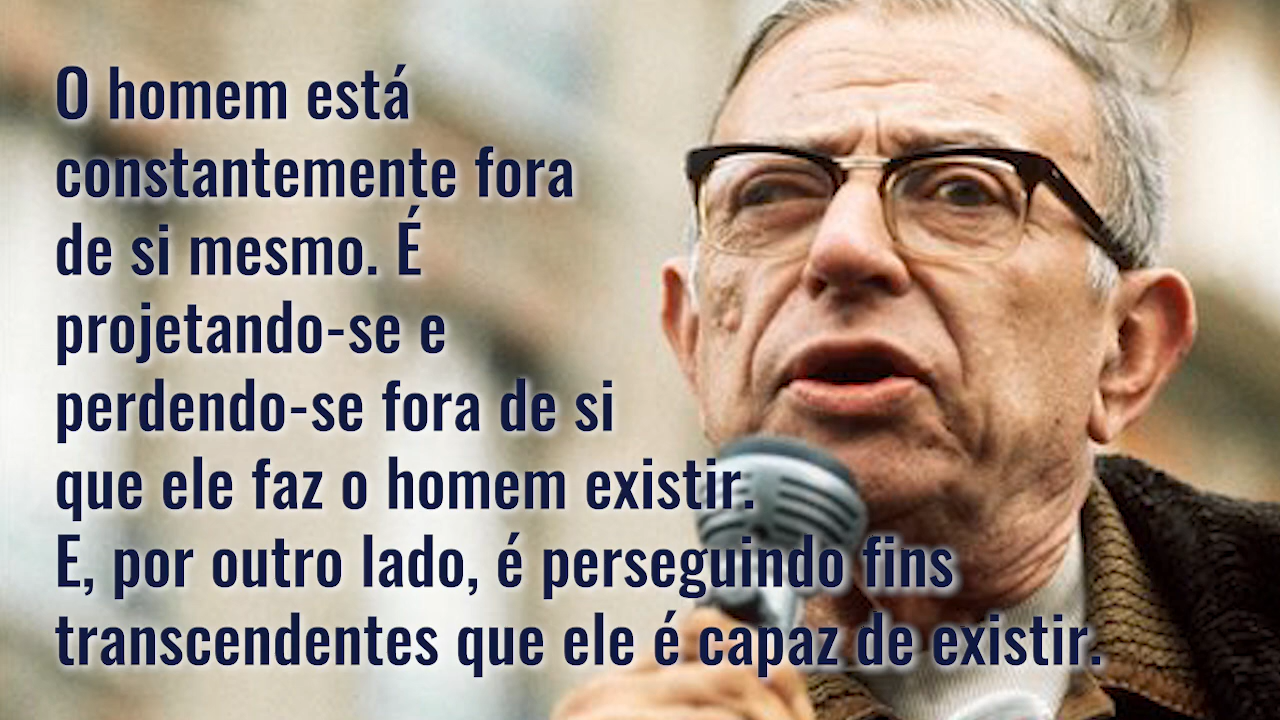 O homem está
constantemente fora
de si mesmo. É
projetando-se e
perdendo-se fora de si
que ele faz o homem existir.
E, por outro lado, é perseguindo fins
transcendentes que ele é capaz de existir.